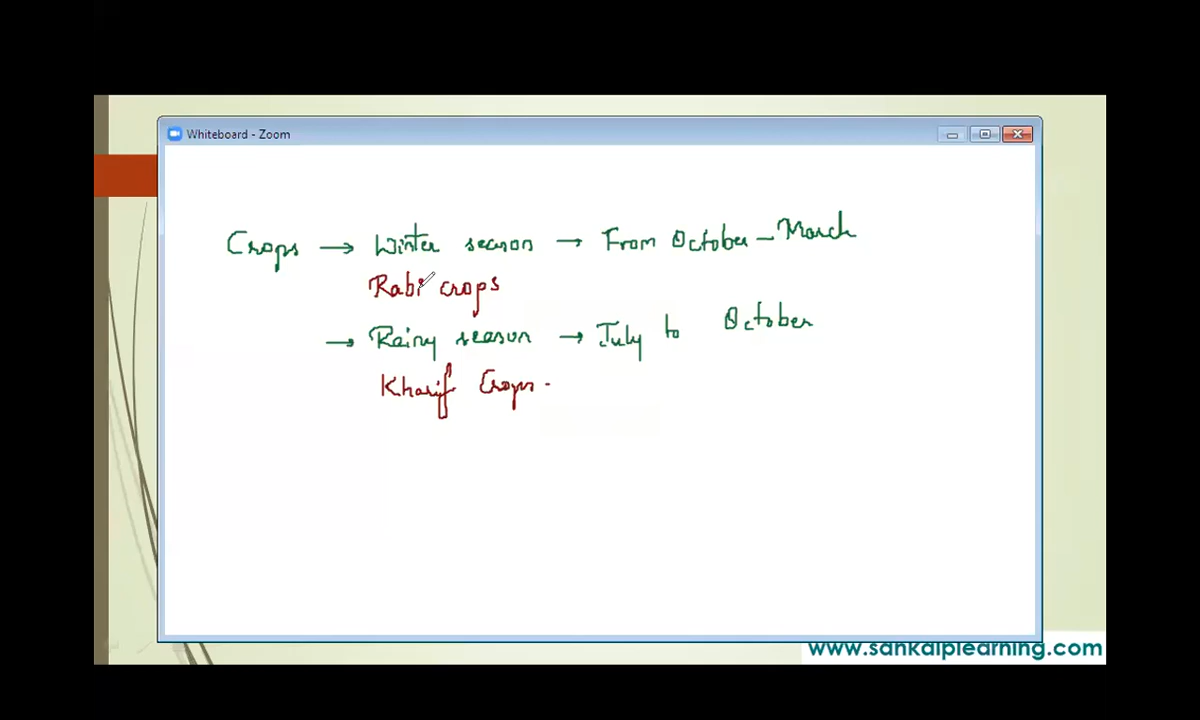 Whiteboard - Zoom
Crops → Winter season → From October - March
Rabi crops
→ Rainy season → July to October
Kharif Crops.
www.sankalplearning.com